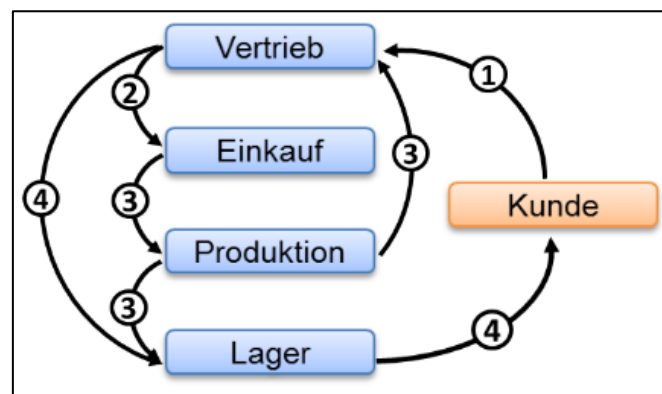 Vertrieb
1
2
Einkauf
3
4
3
Kunde
Produktion
3
4
Lager